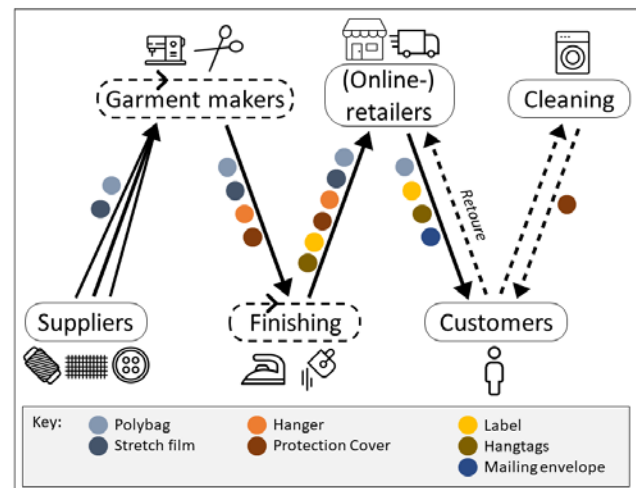 Garment makers
(Online-)
retailers
Cleaning
Retoure
Suppliers
Finishing
Customers
Key:
Polybag
Stretch film
Hanger
Protection Cover
Label
Hangtags
Mailing envelope